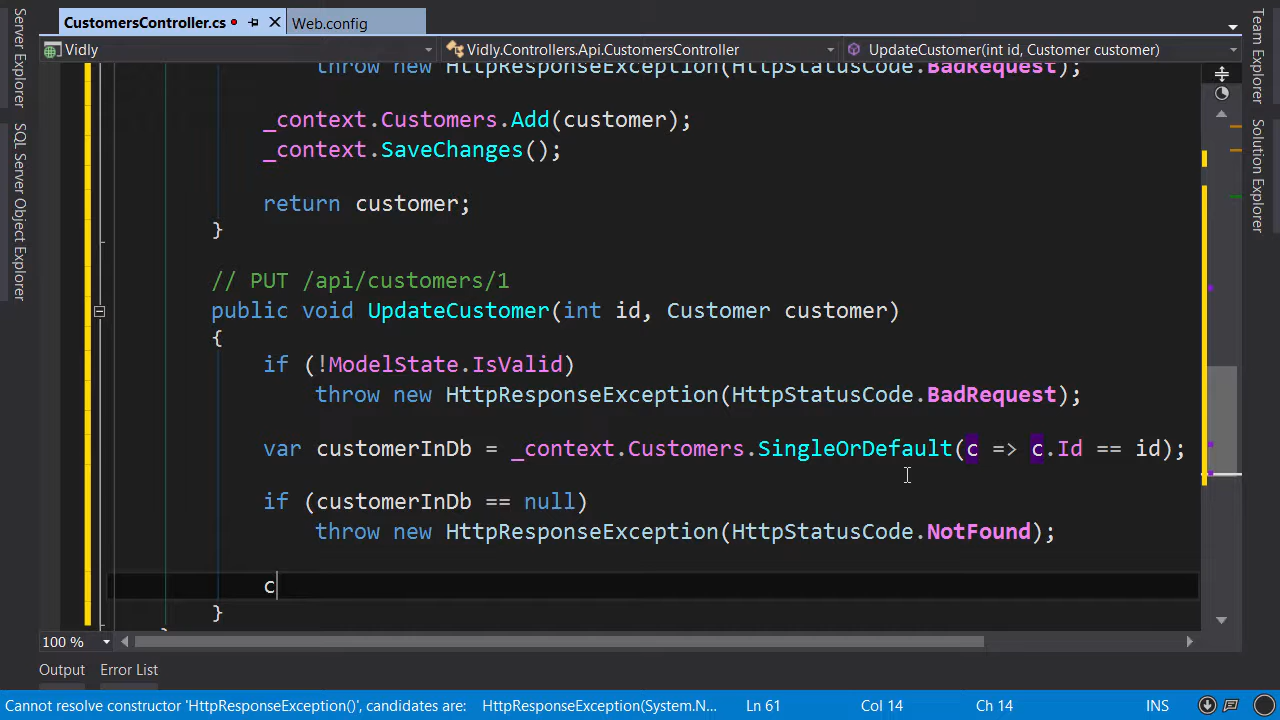 CustomersController.cs
Web.config
Vidly
Vidly.Controllers.Api.CustomersController
UpdateCustomer(int id, Customer customer)
throw new HttpResponseException(HttpStatusCode.BadRequest);
_context.Customers.Add(customer);
_context.SaveChanges();
return customer;
}
// PUT /api/customers/1
public void UpdateCustomer(int id, Customer customer)
{
if (!ModelState.IsValid)
throw new HttpResponseException(HttpStatusCode.BadRequest);
var customerInDb = _context.Customers.SingleOrDefault(c => c.Id == id);
if (customerInDb == null)
throw new HttpResponseException(HttpStatusCode.NotFound);
c
}
Server Explorer
SQL Server Object Explorer
Team Explorer
Solution Explorer
100 %
Output
Error List
Cannot resolve constructor 'HttpResponseException()', candidates are: HttpResponseException(System.N...
Ln 61
Col 14
Ch 14
INS